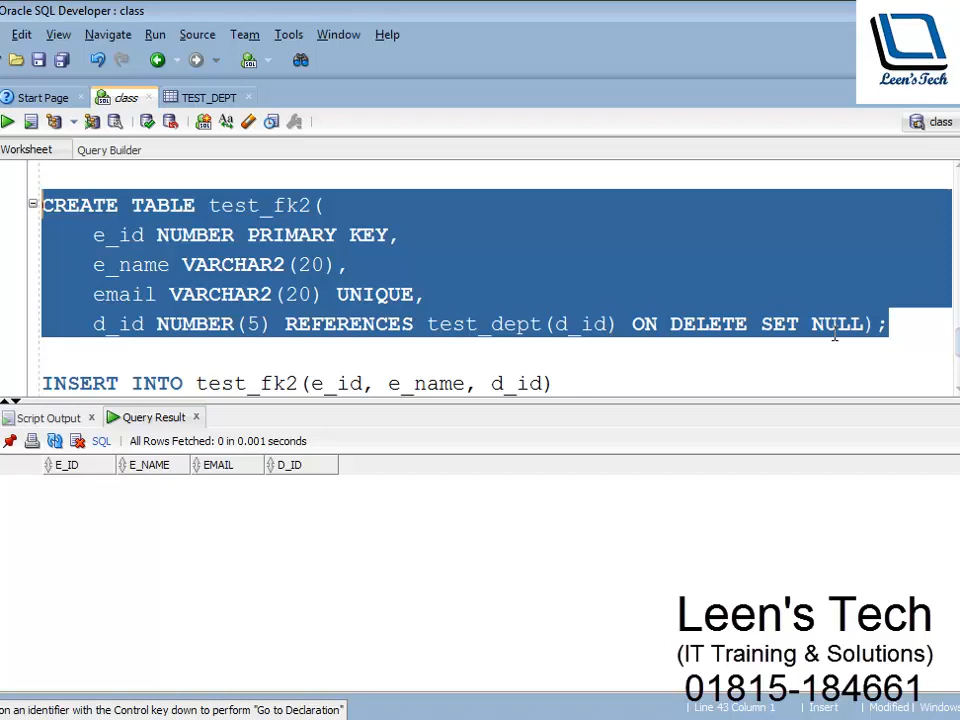 Oracle SQL Developer : class
Edit View Navigate Run Source Team Tools Window Help
Leen'sTech
Start Page class TEST_DEPT
class
Worksheet Query Builder
CREATE TABLE test_fk2(
e_id NUMBER PRIMARY KEY,
e_name VARCHAR2(20),
email VARCHAR2(20) UNIQUE,
d_id NUMBER(5) REFERENCES test_dept(d_id) ON DELETE SET NULL);
INSERT INTO test_fk2(e_id, e_name, d_id)
Script Output Query Result
SQL All Rows Fetched: 0 in 0.001 seconds
E_ID E_NAME EMAIL D_ID
Leen's Tech
(IT Training & Solutions)
01815-184661
on an identifier with the Control key down to perform "Go to Declaration"
Line 43 Column 1 Insert Modified Windows